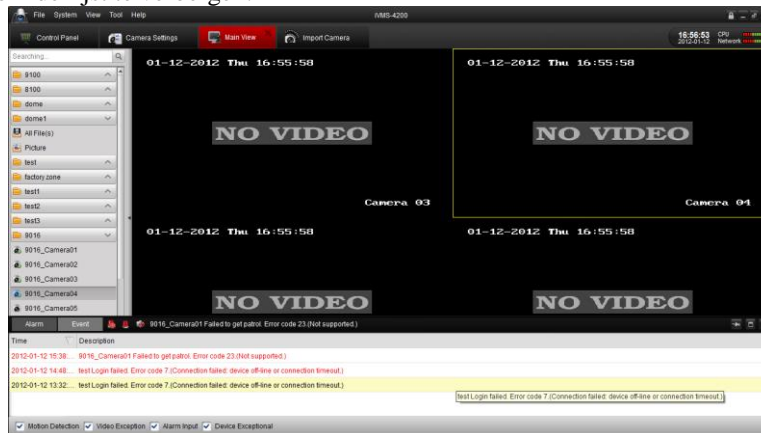 File System View Tool Help iVMS-4200
Control Panel Camera Settings Main View Import Camera 16:56:53 CPU
2012-01-12 Network
Searching...
9100
8100
dome
dome1
All File(s)
Picture
test
factory zone
test1
test2
test3
9016
9016_Camera01
9016_Camera02
9016_Camera03
9016_Camera04
9016_Camera05
01-12-2012 Thu 16:55:58
NO VIDEO
Camera 03
01-12-2012 Thu 16:55:58
NO VIDEO
Camera 04
01-12-2012 Thu 16:55:58
NO VIDEO
01-12-2012 Thu 16:55:58
NO VIDEO
Alarm Event 9016_Camera01 Failed to get patrol. Error code 23.(Not supported.)
Time Description
2012-01-12 15:38... 9016_Camera01 Failed to get patrol. Error code 23.(Not supported.)
2012-01-12 14:48... test Login failed. Error code 7.(Connection failed: device off-line or connection timeout.)
2012-01-12 13:32... test Login failed. Error code 7.(Connection failed: device off-line or connection timeout.)
test Login failed. Error code 7.(Connection failed: device off-line or connection timeout.)
Motion Detection Video Exception Alarm Input Device Exceptional